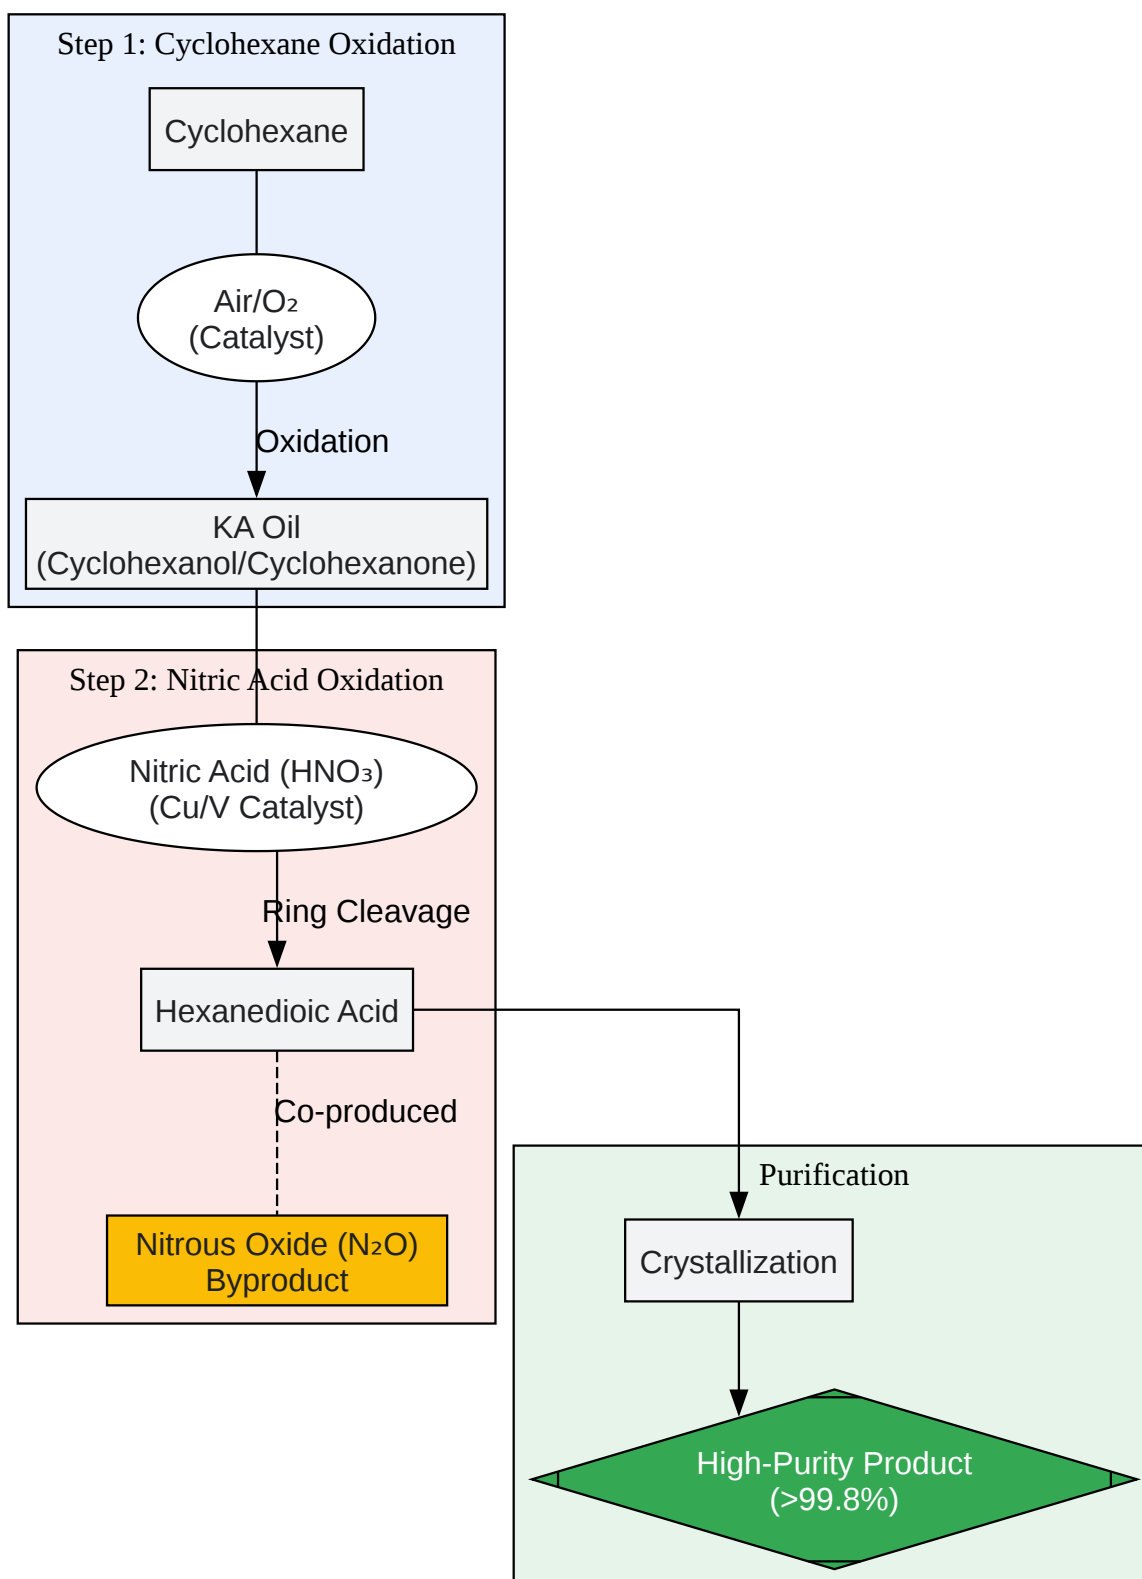 Step 1: Cyclohexane Oxidation
Cyclohexane
Air/O₂
(Catalyst)
Oxidation
KA Oil
(Cyclohexanol/Cyclohexanone)
Step 2: Nitric Acid Oxidation
Nitric Acid (HNO₃)
(Cu/V Catalyst)
Ring Cleavage
Hexanedioic Acid
Co-produced
Nitrous Oxide (N₂O)
Byproduct
Purification
Crystallization
High-Purity Product
(>99.8%)